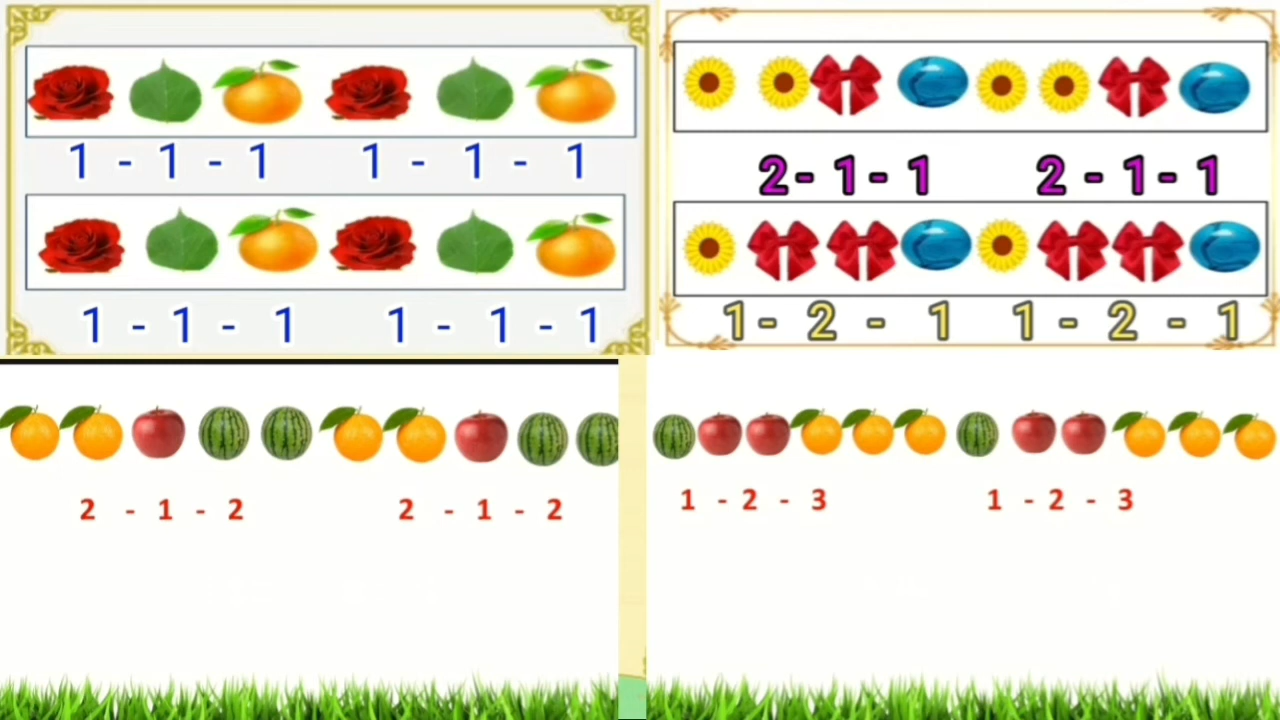 1 - 1 - 1 1 - 1 - 1
1 - 1 - 1 1 - 1 - 1
2 - 1 - 1 2 - 1 - 1
1 - 2 - 1 1 - 2 - 1
2 - 1 - 2 2 - 1 - 2
1 - 2 - 3 1 - 2 - 3